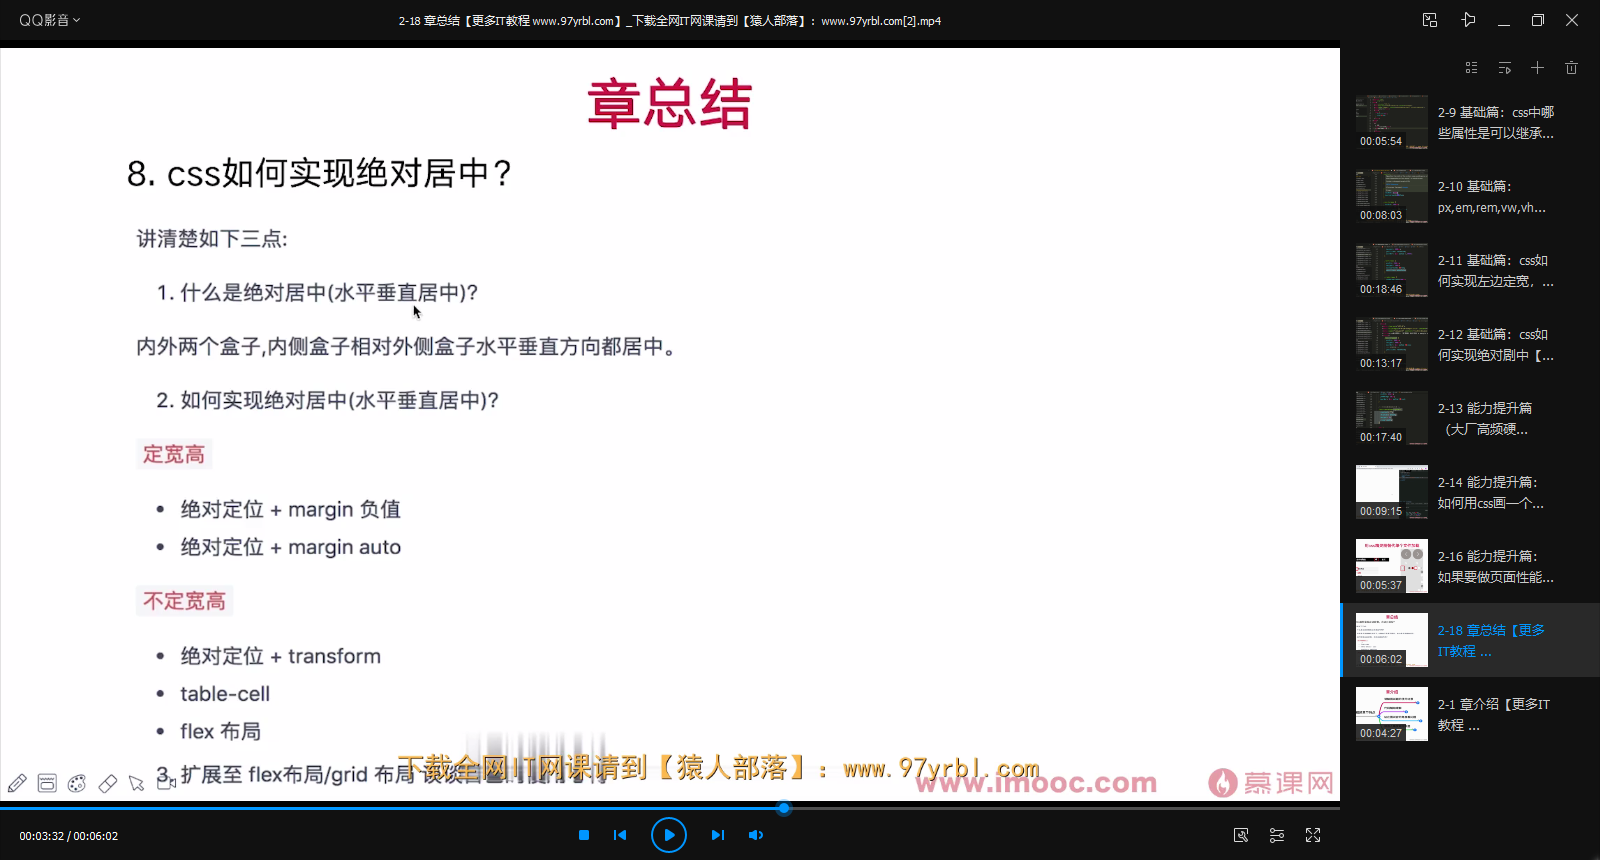 QQ影音
2-18 章总结【更多IT教程 www.97yrbl.com】_下载全网IT网课请到【猿人部落】：www.97yrbl.com[2].mp4
章总结
8. css如何实现绝对居中？
讲清楚如下三点:
1. 什么是绝对居中(水平垂直居中)?
内外两个盒子,内侧盒子相对外侧盒子水平垂直方向都居中。
2. 如何实现绝对居中(水平垂直居中)?
定宽高
• 绝对定位 + margin 负值
• 绝对定位 + margin auto
不定宽高
• 绝对定位 + transform
• table-cell
• flex 布局
3. 扩展至 flex布局/grid 布局
下载全网IT网课请到【猿人部落】：www.97yrbl.com
www.imooc.com
慕课网
00:03:32 / 00:06:02
00:05:54
2-9 基础篇：css中哪
些属性是可以继承...
00:08:03
2-10 基础篇：
px,em,rem,vw,vh...
00:18:46
2-11 基础篇：css如
何实现左边定宽，...
00:13:17
2-12 基础篇：css如
何实现绝对剧中【...
00:17:40
2-13 能力提升篇
（大厂高频硬...
00:09:15
2-14 能力提升篇：
如何用css画一个...
00:05:37
2-16 能力提升篇：
如果要做页面性能...
00:06:02
2-18 章总结【更多
IT教程 ...
00:04:27
2-1 章介绍【更多IT
教程 ...